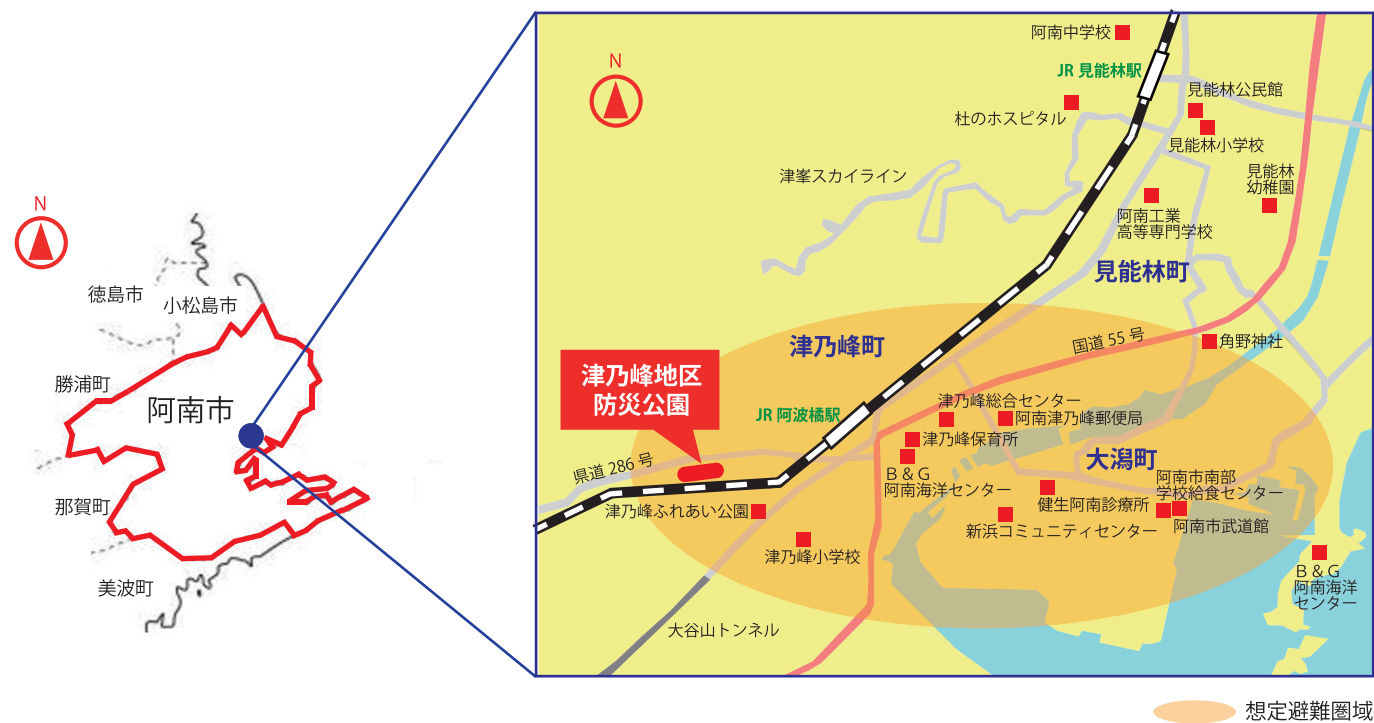 N
徳島市
小松島市
勝浦町
阿南市
那賀町
美波町
N
阿南中学校
JR 見能林駅
見能林公民館
杜のホスピタル
見能林小学校
津峯スカイライン
見能林
幼稚園
阿南工業
高等専門学校
見能林町
津乃峰町
国道 55 号
角野神社
津乃峰地区
防災公園
JR 阿波橘駅
津乃峰総合センター
阿南津乃峰郵便局
津乃峰保育所
大潟町
県道 286 号
B & G
阿南海洋センター
阿南市南部
学校給食センター
健生阿南診療所
津乃峰ふれあい公園
新浜コミュニティセンター
阿南市武道館
津乃峰小学校
B & G
阿南海洋
センター
大谷山トンネル
想定避難圏域